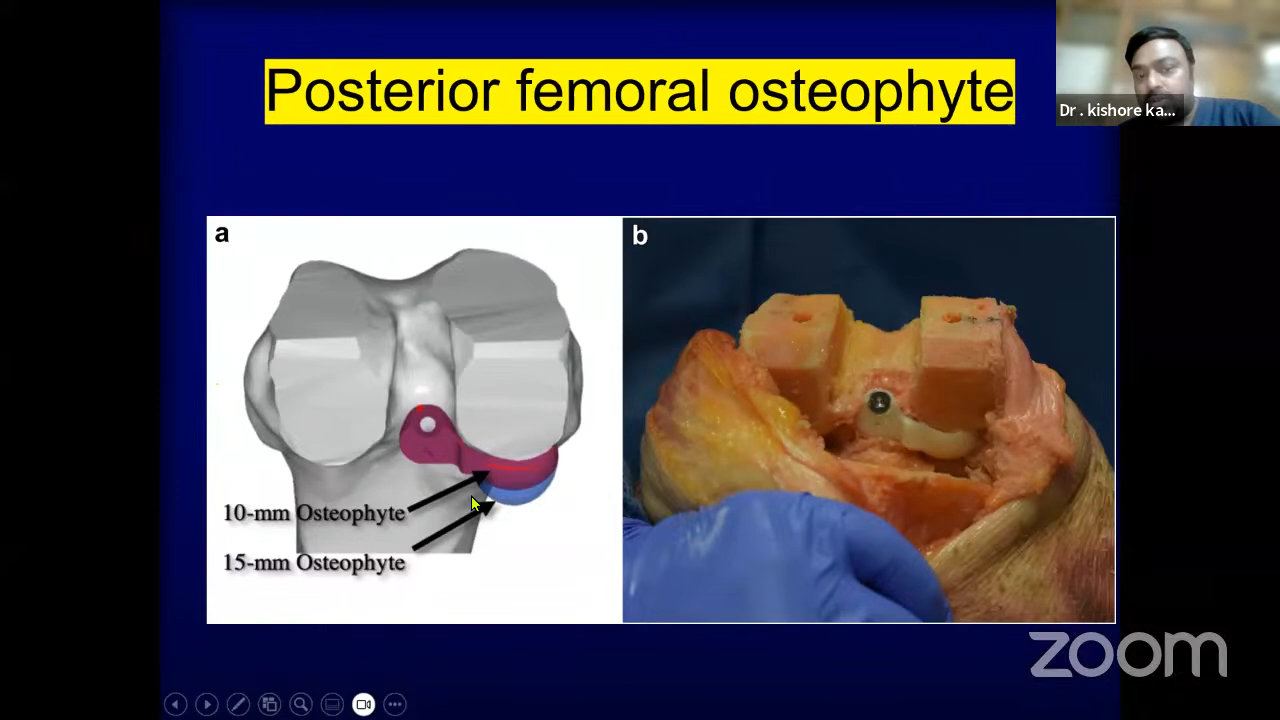 Posterior femoral osteophyte
Dr . kishore ka...
a
b
10-mm Osteophyte
15-mm Osteophyte
zoom